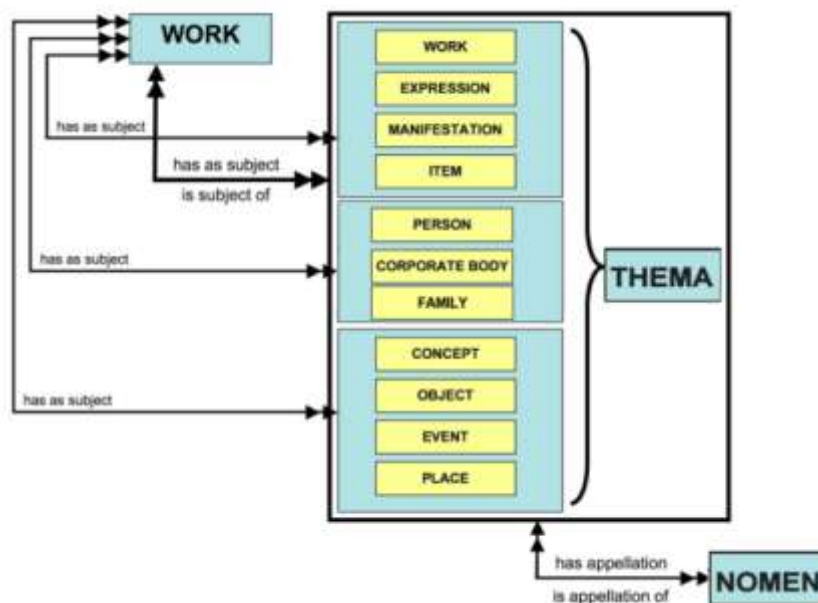 WORK
WORK
EXPRESSION
MANIFESTATION
ITEM
has as subject
has as subject
is subject of
PERSON
CORPORATE BODY
FAMILY
has as subject
THEMA
CONCEPT
OBJECT
EVENT
PLACE
has as subject
has appellation
is appellation of
NOMEN